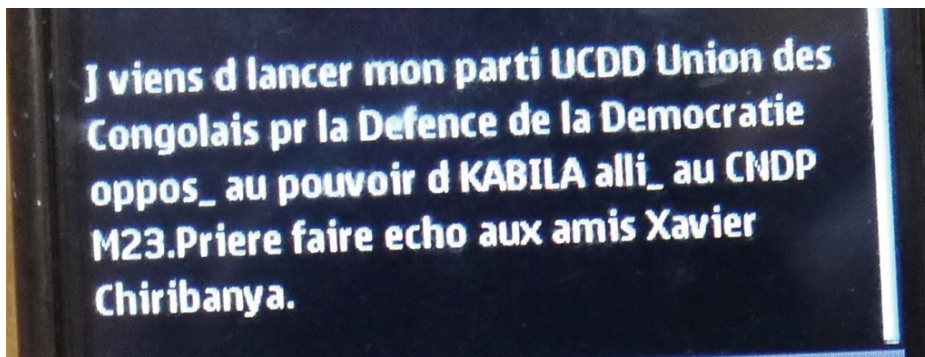 J viens d lancer mon parti UCDD Union des
Congolais pr la Defence de la Democratie
oppos_ au pouvoir d KABILA alli_ au CNDP
M23.Priere faire echo aux amis Xavier
Chiribanya.